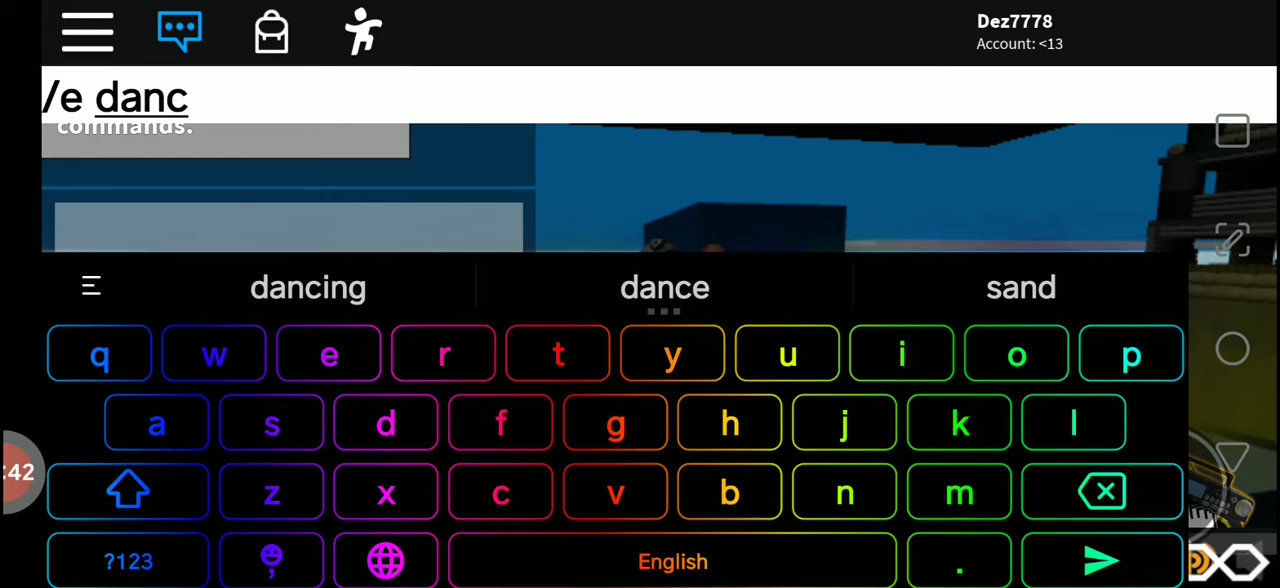 Dez7778
Account: <13
/e danc
commands.
dancing dance sand
q w e r t y u i o p
a s d f g h j k l
:42
z x c v b n m
?123 English .